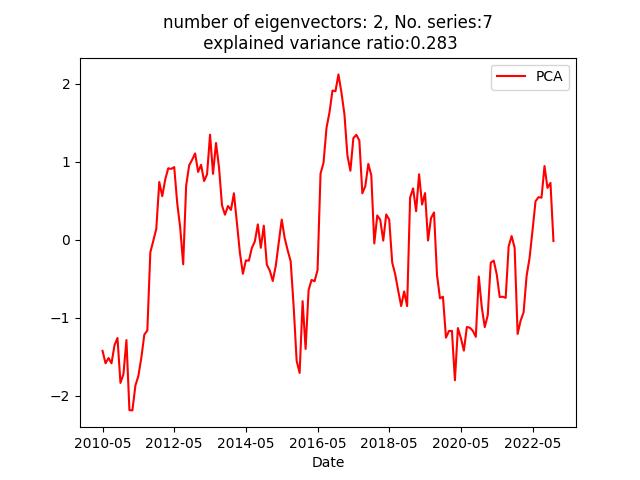 number of eigenvectors: 2, No. series:7
explained variance ratio:0.283
PCA
2
1
0
−1
−2
2010-05 2012-05 2014-05 2016-05 2018-05 2020-05 2022-05
Date